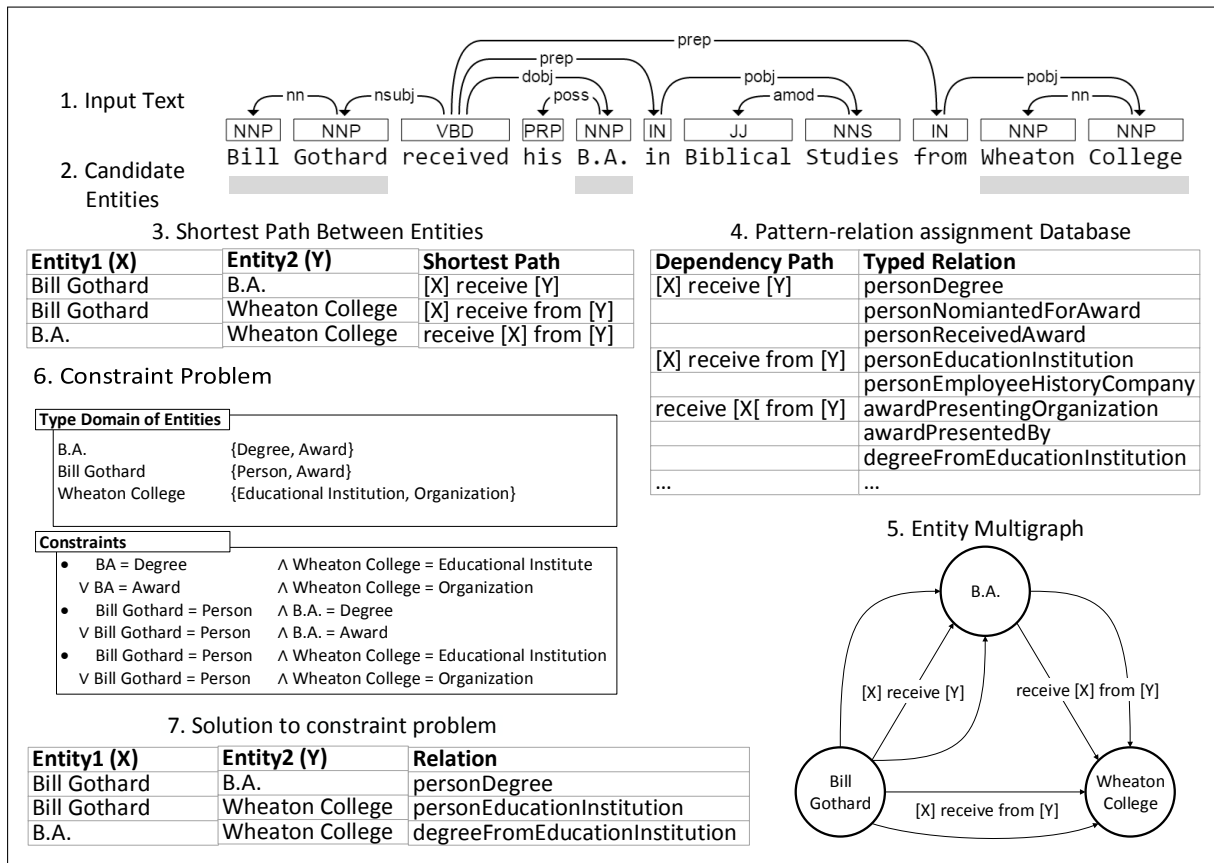 prep
prep
dobj
pobj
pobj
1. Input Text
nn
nsubj
poss
amod
nn
NNP NNP VBD PRP NNP IN JJ NNS IN NNP NNP
Bill Gothard received his B.A. in Biblical Studies from Wheaton College
2. Candidate
Entities
3. Shortest Path Between Entities
Entity1 (X) Entity2 (Y) Shortest Path
Bill Gothard B.A. [X] receive [Y]
Bill Gothard Wheaton College [X] receive from [Y]
B.A. Wheaton College receive [X] from [Y]
4. Pattern-relation assignment Database
Dependency Path Typed Relation
[X] receive [Y] personDegree
personNomiantedForAward
personReceivedAward
[X] receive from [Y] personEducationInstitution
personEmployeeHistoryCompany
receive [X[ from [Y] awardPresentingOrganization
awardPresentedBy
degreeFromEducationInstitution
... ...
6. Constraint Problem
Type Domain of Entities
B.A. {Degree, Award}
Bill Gothard {Person, Award}
Wheaton College {Educational Institution, Organization}
Constraints
• BA = Degree ∧ Wheaton College = Educational Institute
∨ BA = Award ∧ Wheaton College = Organization
• Bill Gothard = Person ∧ B.A. = Degree
∨ Bill Gothard = Person ∧ B.A. = Award
• Bill Gothard = Person ∧ Wheaton College = Educational Institution
∨ Bill Gothard = Person ∧ Wheaton College = Organization
5. Entity Multigraph
B.A.
[X] receive [Y]
receive [X] from [Y]
Bill
Gothard
Wheaton
College
[X] receive from [Y]
7. Solution to constraint problem
Entity1 (X) Entity2 (Y) Relation
Bill Gothard B.A. personDegree
Bill Gothard Wheaton College personEducationInstitution
B.A. Wheaton College degreeFromEducationInstitution